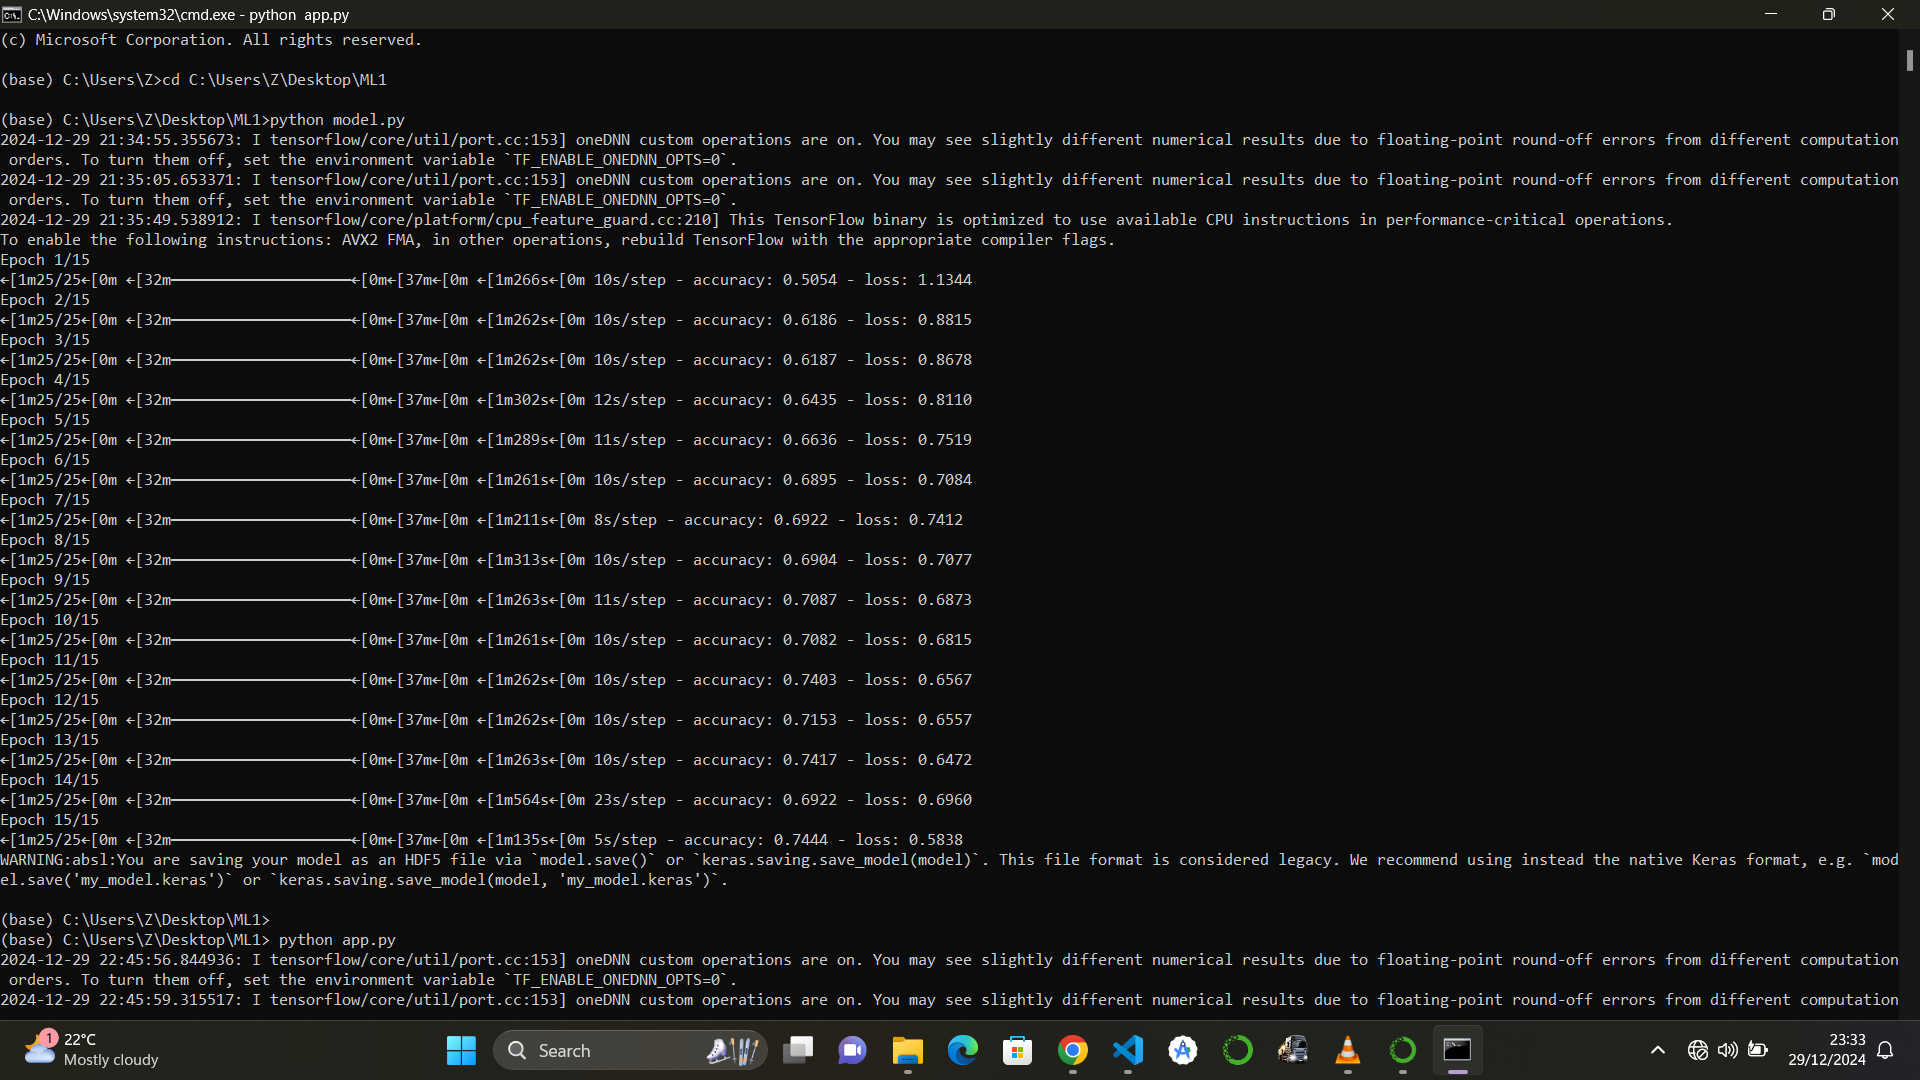 C:\Windows\system32\cmd.exe - python  app.py
(c) Microsoft Corporation. All rights reserved.
(base) C:\Users\Z>cd C:\Users\Z\Desktop\ML1
(base) C:\Users\Z\Desktop\ML1>python model.py
2024-12-29 21:34:55.355673: I tensorflow/core/util/port.cc:153] oneDNN custom operations are on. You may see slightly different numerical results due to floating-point round-off errors from different computation
orders. To turn them off, set the environment variable `TF_ENABLE_ONEDNN_OPTS=0`.
2024-12-29 21:35:05.653371: I tensorflow/core/util/port.cc:153] oneDNN custom operations are on. You may see slightly different numerical results due to floating-point round-off errors from different computation
orders. To turn them off, set the environment variable `TF_ENABLE_ONEDNN_OPTS=0`.
2024-12-29 21:35:49.538912: I tensorflow/core/platform/cpu_feature_guard.cc:210] This TensorFlow binary is optimized to use available CPU instructions in performance-critical operations.
To enable the following instructions: AVX2 FMA, in other operations, rebuild TensorFlow with the appropriate compiler flags.
Epoch 1/15
←[1m25/25←[0m ←[32m━━━━━━━━━━━━━━━━━━━━←[0m←[37m←[0m ←[1m266s←[0m 10s/step - accuracy: 0.5054 - loss: 1.1344
Epoch 2/15
←[1m25/25←[0m ←[32m━━━━━━━━━━━━━━━━━━━━←[0m←[37m←[0m ←[1m262s←[0m 10s/step - accuracy: 0.6186 - loss: 0.8815
Epoch 3/15
←[1m25/25←[0m ←[32m━━━━━━━━━━━━━━━━━━━━←[0m←[37m←[0m ←[1m262s←[0m 10s/step - accuracy: 0.6187 - loss: 0.8678
Epoch 4/15
←[1m25/25←[0m ←[32m━━━━━━━━━━━━━━━━━━━━←[0m←[37m←[0m ←[1m302s←[0m 12s/step - accuracy: 0.6435 - loss: 0.8110
Epoch 5/15
←[1m25/25←[0m ←[32m━━━━━━━━━━━━━━━━━━━━←[0m←[37m←[0m ←[1m289s←[0m 11s/step - accuracy: 0.6636 - loss: 0.7519
Epoch 6/15
←[1m25/25←[0m ←[32m━━━━━━━━━━━━━━━━━━━━←[0m←[37m←[0m ←[1m261s←[0m 10s/step - accuracy: 0.6895 - loss: 0.7084
Epoch 7/15
←[1m25/25←[0m ←[32m━━━━━━━━━━━━━━━━━━━━←[0m←[37m←[0m ←[1m211s←[0m 8s/step - accuracy: 0.6922 - loss: 0.7412
Epoch 8/15
←[1m25/25←[0m ←[32m━━━━━━━━━━━━━━━━━━━━←[0m←[37m←[0m ←[1m313s←[0m 10s/step - accuracy: 0.6904 - loss: 0.7077
Epoch 9/15
←[1m25/25←[0m ←[32m━━━━━━━━━━━━━━━━━━━━←[0m←[37m←[0m ←[1m263s←[0m 11s/step - accuracy: 0.7087 - loss: 0.6873
Epoch 10/15
←[1m25/25←[0m ←[32m━━━━━━━━━━━━━━━━━━━━←[0m←[37m←[0m ←[1m261s←[0m 10s/step - accuracy: 0.7082 - loss: 0.6815
Epoch 11/15
←[1m25/25←[0m ←[32m━━━━━━━━━━━━━━━━━━━━←[0m←[37m←[0m ←[1m262s←[0m 10s/step - accuracy: 0.7403 - loss: 0.6567
Epoch 12/15
←[1m25/25←[0m ←[32m━━━━━━━━━━━━━━━━━━━━←[0m←[37m←[0m ←[1m262s←[0m 10s/step - accuracy: 0.7153 - loss: 0.6557
Epoch 13/15
←[1m25/25←[0m ←[32m━━━━━━━━━━━━━━━━━━━━←[0m←[37m←[0m ←[1m263s←[0m 10s/step - accuracy: 0.7417 - loss: 0.6472
Epoch 14/15
←[1m25/25←[0m ←[32m━━━━━━━━━━━━━━━━━━━━←[0m←[37m←[0m ←[1m564s←[0m 23s/step - accuracy: 0.6922 - loss: 0.6960
Epoch 15/15
←[1m25/25←[0m ←[32m━━━━━━━━━━━━━━━━━━━━←[0m←[37m←[0m ←[1m135s←[0m 5s/step - accuracy: 0.7444 - loss: 0.5838
WARNING:absl:You are saving your model as an HDF5 file via `model.save()` or `keras.saving.save_model(model)`. This file format is considered legacy. We recommend using instead the native Keras format, e.g. `mod
el.save('my_model.keras')` or `keras.saving.save_model(model, 'my_model.keras')`.
(base) C:\Users\Z\Desktop\ML1>
(base) C:\Users\Z\Desktop\ML1> python app.py
2024-12-29 22:45:56.844936: I tensorflow/core/util/port.cc:153] oneDNN custom operations are on. You may see slightly different numerical results due to floating-point round-off errors from different computation
orders. To turn them off, set the environment variable `TF_ENABLE_ONEDNN_OPTS=0`.
2024-12-29 22:45:59.315517: I tensorflow/core/util/port.cc:153] oneDNN custom operations are on. You may see slightly different numerical results due to floating-point round-off errors from different computation
1
22°C
Mostly cloudy
Search
23:33
29/12/2024